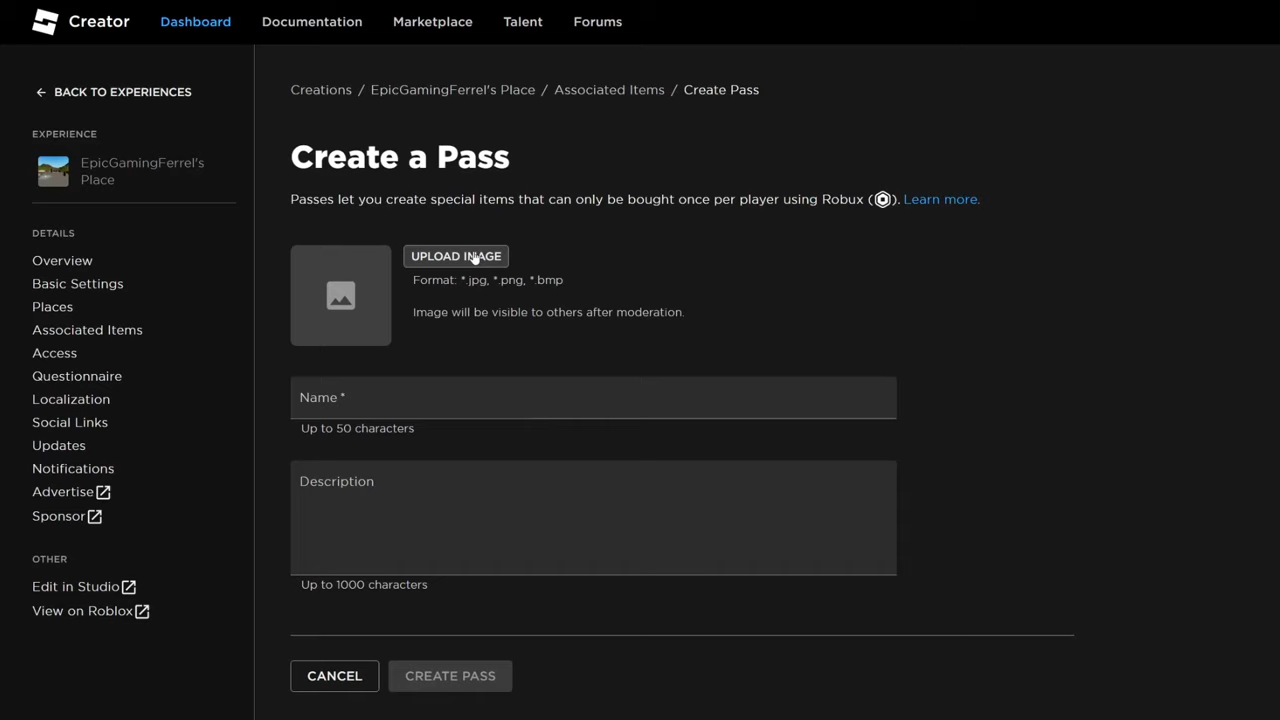 Creator Dashboard Documentation Marketplace Talent Forums
BACK TO EXPERIENCES
EXPERIENCE
EpicGamingFerrel's
Place
DETAILS
Overview
Basic Settings
Places
Associated Items
Access
Questionnaire
Localization
Social Links
Updates
Notifications
Advertise
Sponsor
OTHER
Edit in Studio
View on Roblox
Creations / EpicGamingFerrel's Place / Associated Items / Create Pass
Create a Pass
Passes let you create special items that can only be bought once per player using Robux ( ). Learn more.
UPLOAD IMAGE
Format: *.jpg, *.png, *.bmp
Image will be visible to others after moderation.
Name *
Up to 50 characters
Description
Up to 1000 characters
CANCEL CREATE PASS